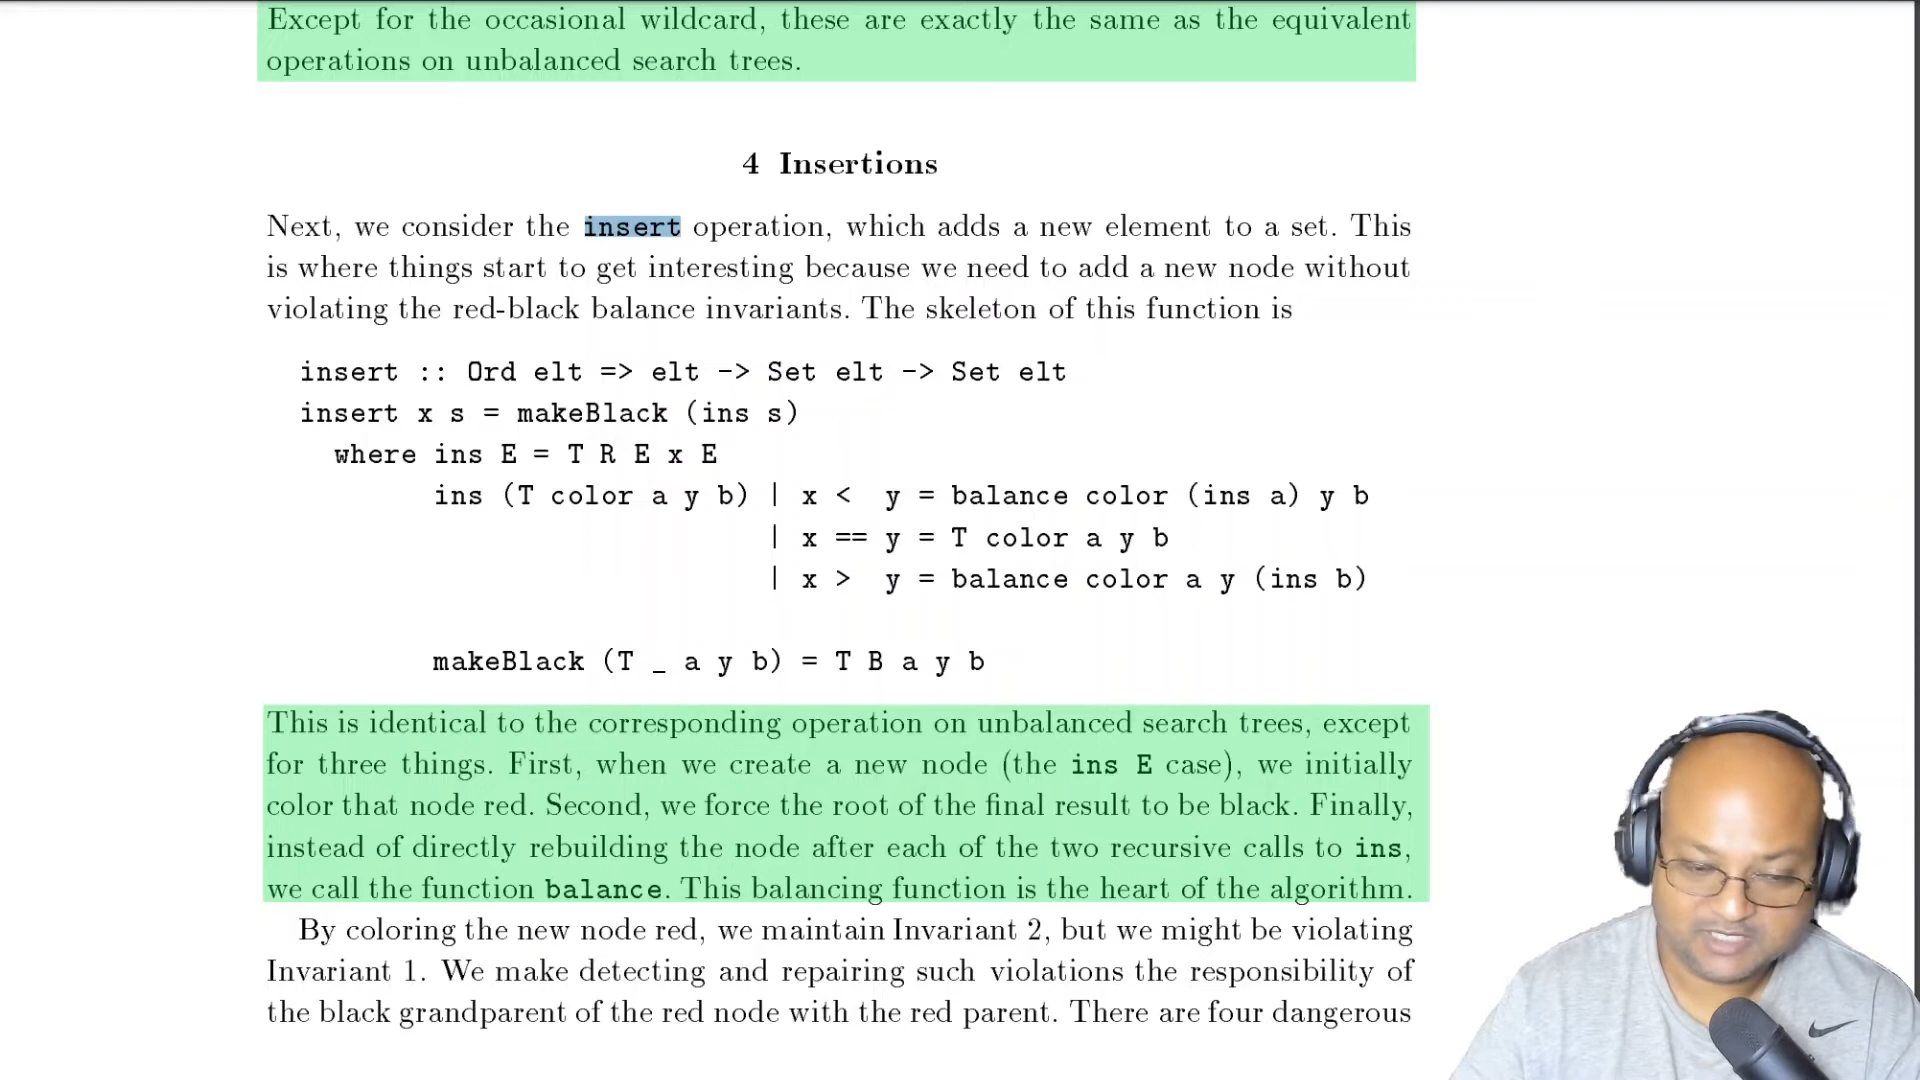 Except for the occasional wildcard, these are exactly the same as the equivalent
operations on unbalanced search trees.
4 Insertions
Next, we consider the insert operation, which adds a new element to a set. This
is where things start to get interesting because we need to add a new node without
violating the red-black balance invariants. The skeleton of this function is
insert :: Ord elt => elt -> Set elt -> Set elt
insert x s = makeBlack (ins s)
where ins E = T R E x E
ins (T color a y b) | x < y = balance color (ins a) y b
| x == y = T color a y b
| x > y = balance color a y (ins b)
makeBlack (T _ a y b) = T B a y b
This is identical to the corresponding operation on unbalanced search trees, except
for three things. First, when we create a new node (the ins E case), we initially
color that node red. Second, we force the root of the final result to be black. Finally,
instead of directly rebuilding the node after each of the two recursive calls to ins,
we call the function balance. This balancing function is the heart of the algorithm.
By coloring the new node red, we maintain Invariant 2, but we might be violating
Invariant 1. We make detecting and repairing such violations the responsibility of
the black grandparent of the red node with the red parent. There are four dangerous